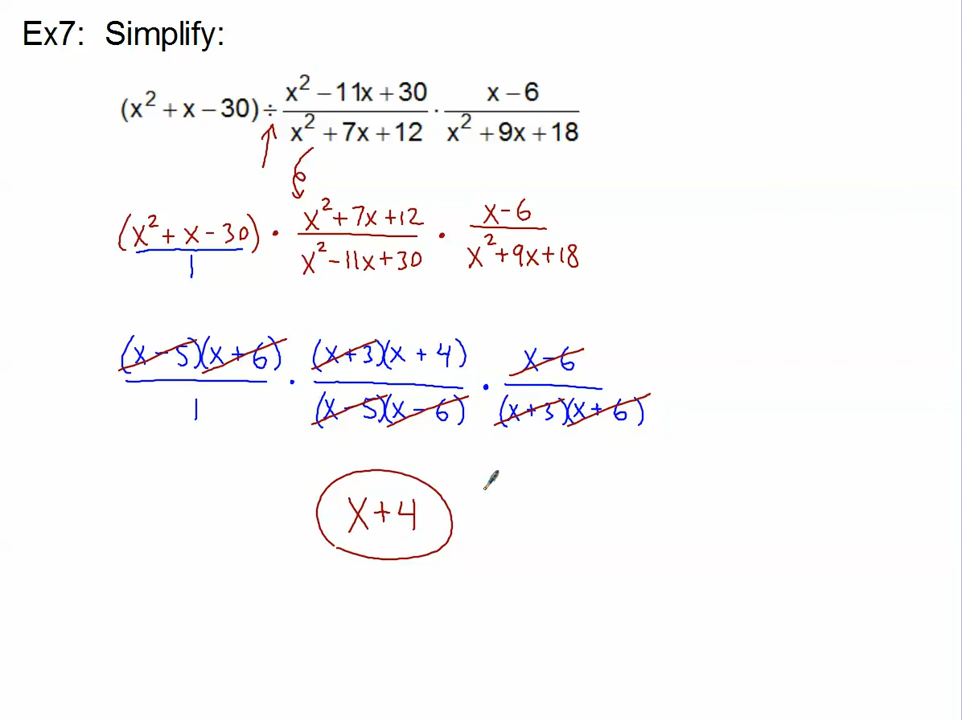 Ex7: Simplify:
(x² + x − 30) ÷ (x² − 11x + 30)/(x² + 7x + 12) · (x − 6)/(x² + 9x + 18)
(x² + x − 30)/1 · (x² + 7x + 12)/(x² − 11x + 30) · (x − 6)/(x² + 9x + 18)
(x − 5)(x + 6)/1 · (x + 3)(x + 4)/(x − 5)(x − 6) · x − 6/(x + 3)(x + 6)
x + 4